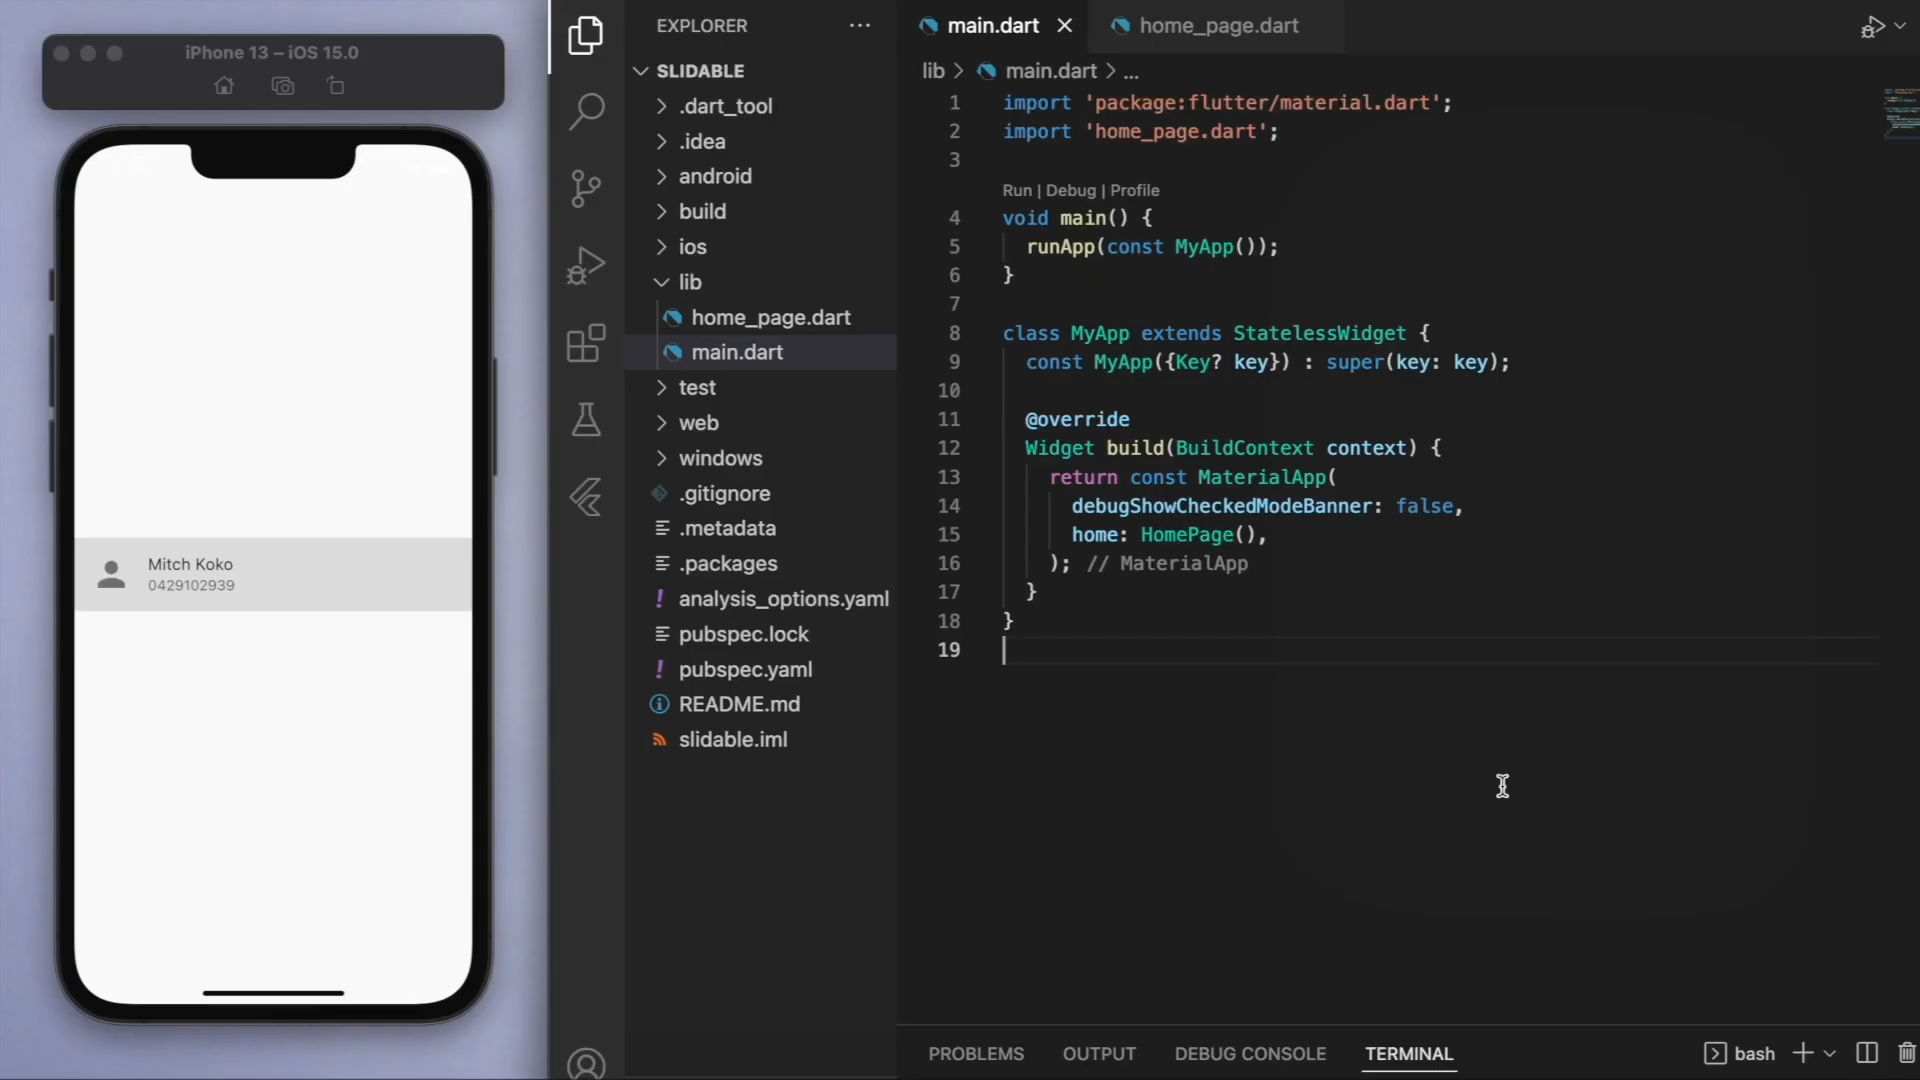 iPhone 13 – iOS 15.0
Mitch Koko
0429102939
EXPLORER
SLIDABLE
.dart_tool
.idea
android
build
ios
lib
home_page.dart
main.dart
test
web
windows
.gitignore
.metadata
.packages
analysis_options.yaml
pubspec.lock
pubspec.yaml
README.md
slidable.iml
main.dart
home_page.dart
lib > main.dart > ...
1 import 'package:flutter/material.dart';
2 import 'home_page.dart';
3
Run | Debug | Profile
4 void main() {
5 runApp(const MyApp());
6 }
7
8 class MyApp extends StatelessWidget {
9 const MyApp({Key? key}) : super(key: key);
10
11 @override
12 Widget build(BuildContext context) {
13 return const MaterialApp(
14 debugShowCheckedModeBanner: false,
15 home: HomePage(),
16 ); // MaterialApp
17 }
18 }
19
PROBLEMS OUTPUT DEBUG CONSOLE TERMINAL bash